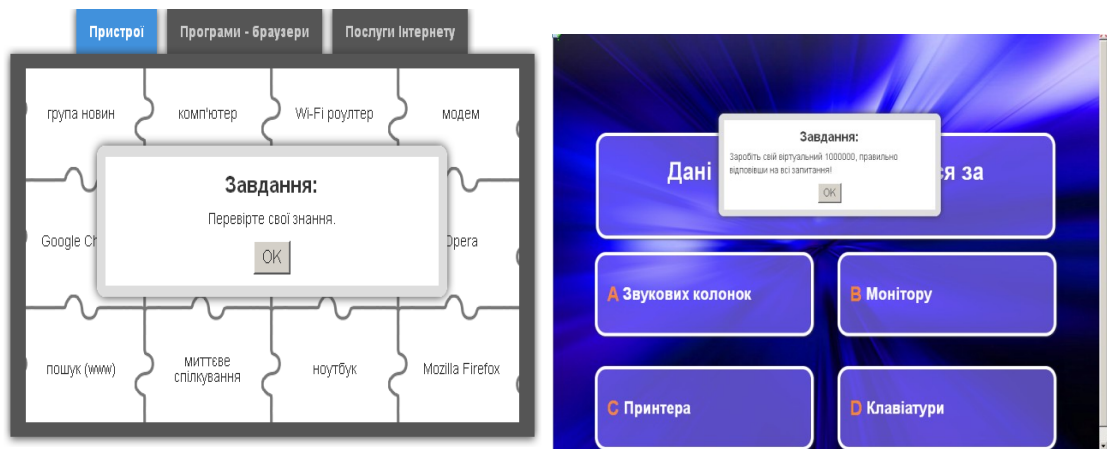 Пристрої
Програми - браузери
Послуги Інтернету
група новин
комп'ютер
Wi-Fi роултер
модем
Завдання:
Перевірте свої знання.
OK
Google
Opera
пошук (www)
миттєве
спілкування
ноутбук
Mozilla Firefox
Завдання:
Заробіть свій віртуальний 1000000, правильно
відповівши на всі запитання!
OK
Дані
за
A Звукових колонок
B Монітору
C Принтера
D Клавіатури